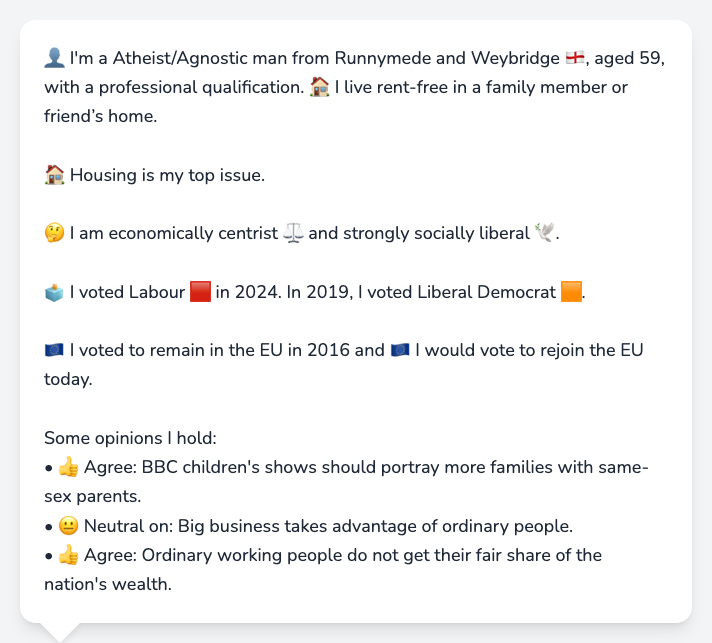 👤 I'm a Atheist/Agnostic man from Runnymede and Weybridge 🏴󠁧󠁢󠁥󠁮󠁧󠁿, aged 59,
with a professional qualification. 🏠 I live rent-free in a family member or
friend’s home.
🏠 Housing is my top issue.
🤔 I am economically centrist ⚖️ and strongly socially liberal 🕊️.
🗳️ I voted Labour 🟥 in 2024. In 2019, I voted Liberal Democrat 🟧.
🇪🇺 I voted to remain in the EU in 2016 and 🇪🇺 I would vote to rejoin the EU
today.
Some opinions I hold:
• 👍 Agree: BBC children's shows should portray more families with same-
sex parents.
• 😐 Neutral on: Big business takes advantage of ordinary people.
• 👍 Agree: Ordinary working people do not get their fair share of the
nation's wealth.